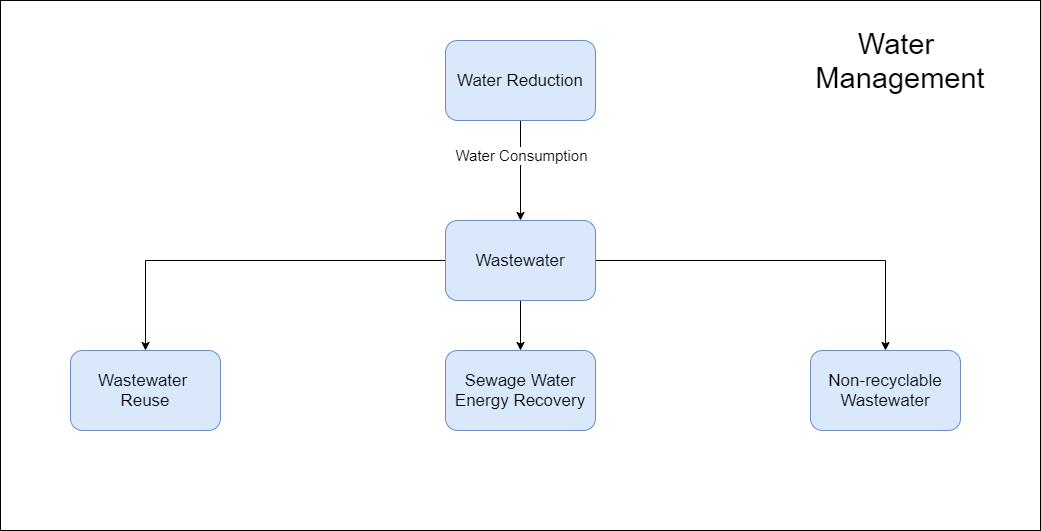 Water
Management
Water Reduction
Water Consumption
Wastewater
Wastewater
Reuse
Sewage Water
Energy Recovery
Non-recyclable
Wastewater